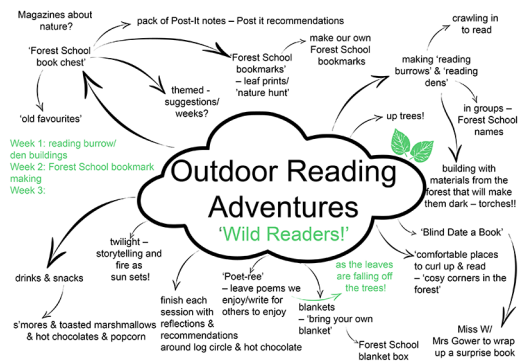 Magazines about
nature?
pack of Post-It notes – Post it recommendations
'Forest School
book chest'
'Forest School
bookmarks'
– leaf prints/
'nature hunt'
make our own
Forest School
bookmarks
crawling in
to read
making 'reading
burrows' & 'reading
dens'
themed -
suggestions/
weeks?
'old favourites'
up trees!
in groups –
Forest School
names
Week 1: reading burrow/
den buildings
Week 2: Forest School bookmark
making
Week 3:
building with
materials from the
forest that will make
them dark – torches!!
Outdoor Reading
Adventures
'Wild Readers!'
'Blind Date a Book'
twilight –
storytelling and
fire as
sun sets!
'comfortable places
to curl up & read
– 'cosy corners in the
forest'
drinks & snacks
'Poet-ree'
– leave poems we
enjoy/write for
others to enjoy
as the leaves
are falling off
the trees!
finish each
session with
reflections &
recommendations
around log circle & hot chocolate
blankets
– 'bring your own
blanket'
s'mores & toasted marshmallows
& hot chocolates & popcorn
Forest School
blanket box
Miss W/
Mrs Gower to wrap
up a surprise book